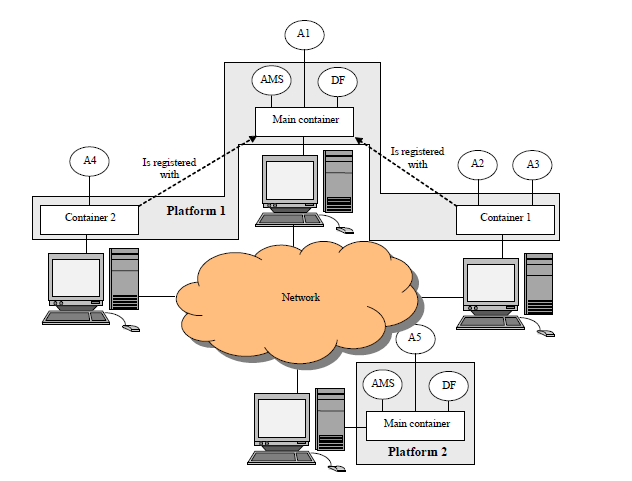 A1
AMS
DF
Main container
A4
Is registered
with
Is registered
with
A2
A3
Container 2
Platform 1
Container 1
Network
A5
AMS
DF
Main container
Platform 2